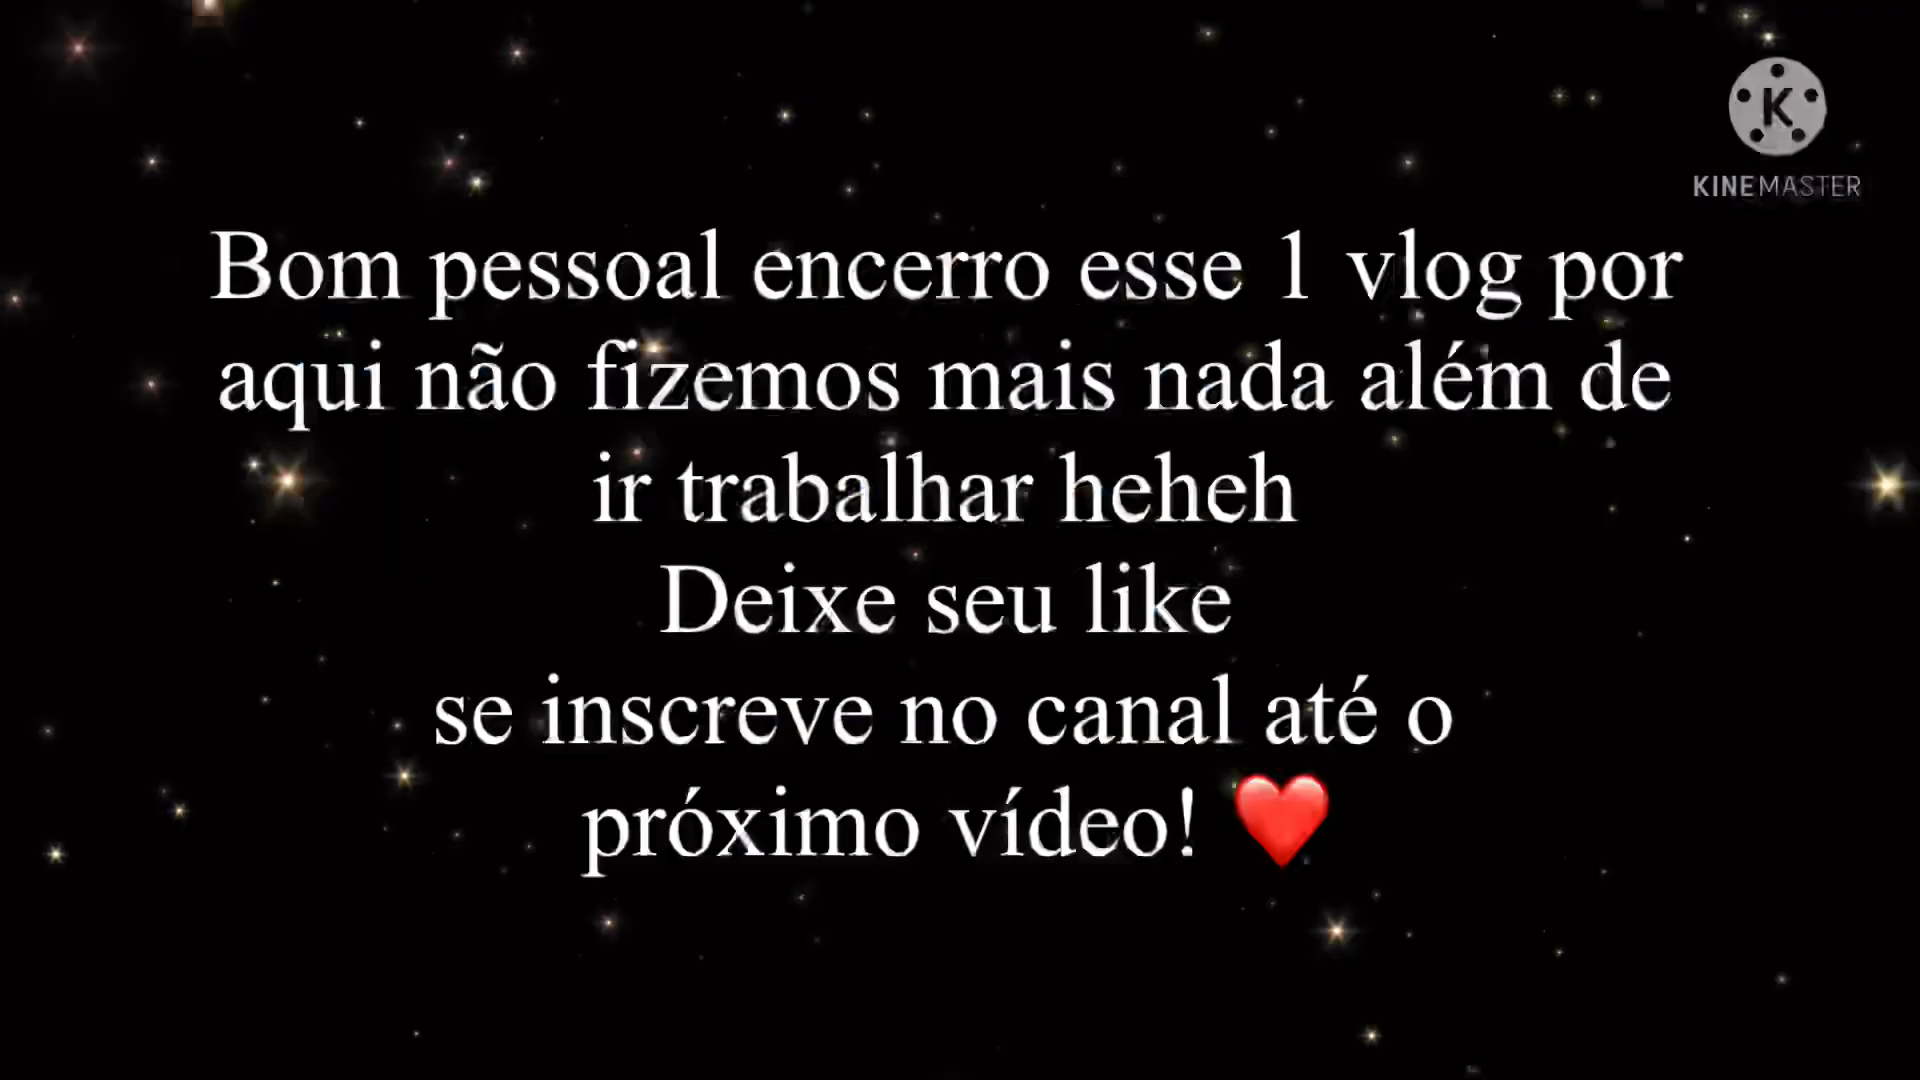 K
KINEMASTER
Bom pessoal encerro esse 1 vlog por
aqui não fizemos mais nada além de
ir trabalhar heheh
Deixe seu like
se inscreve no canal até o
próximo vídeo! ❤️